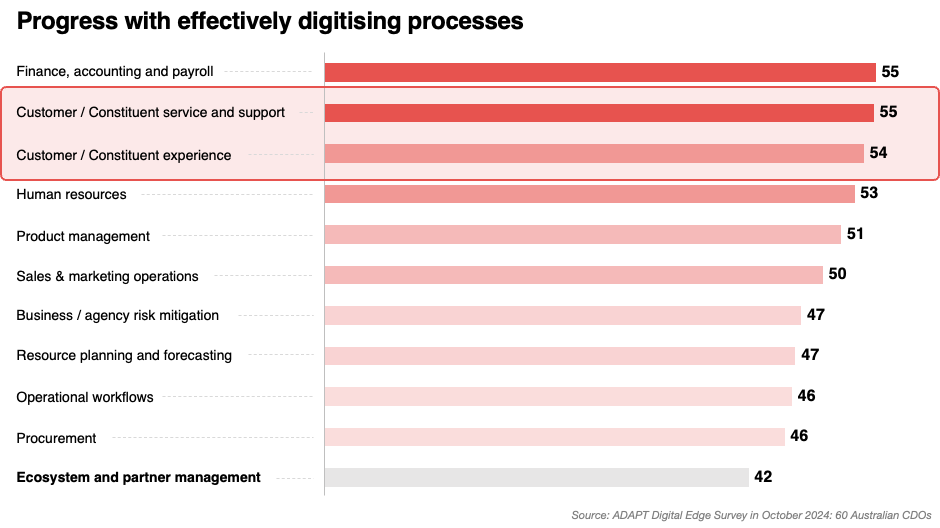 Progress with effectively digitising processes
Finance, accounting and payroll 55
Customer / Constituent service and support 55
Customer / Constituent experience 54
Human resources 53
Product management 51
Sales & marketing operations 50
Business / agency risk mitigation 47
Resource planning and forecasting 47
Operational workflows 46
Procurement 46
Ecosystem and partner management 42
Source: ADAPT Digital Edge Survey in October 2024: 60 Australian CDOs